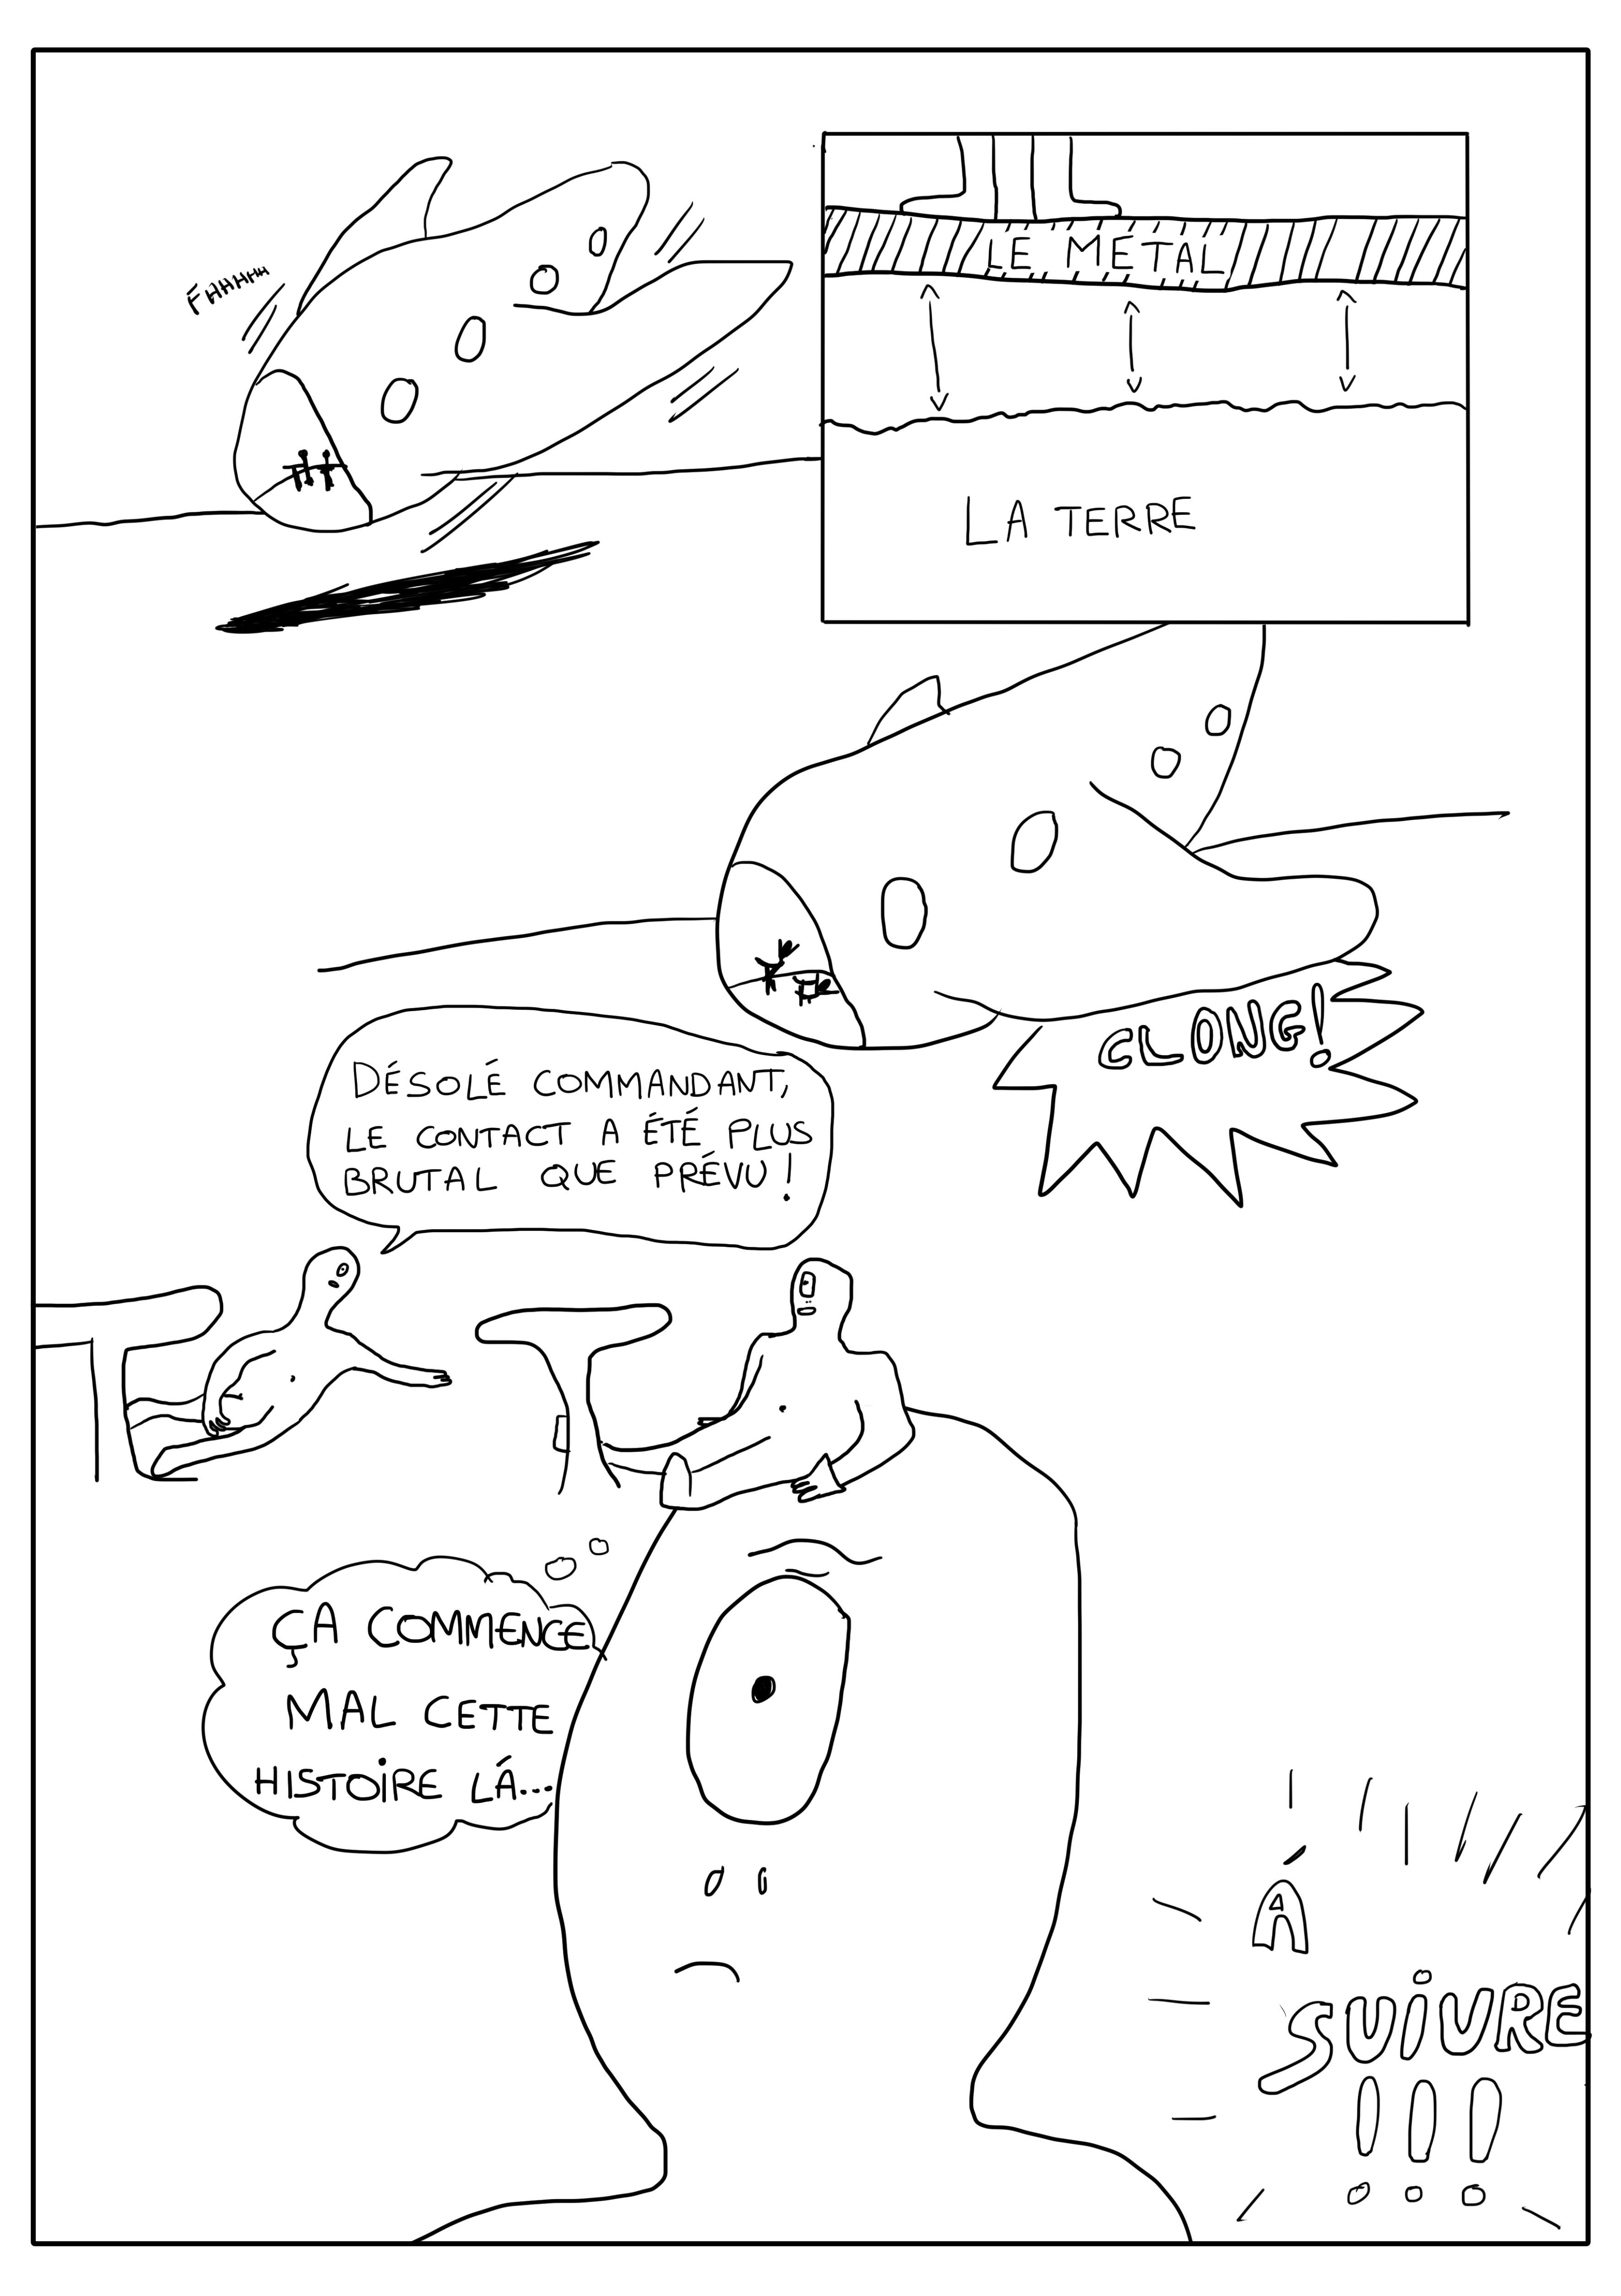 FHHHHH
LE METAL
LA TERRE
CLONG!
DÉSOLÉ COMMANDANT,
LE CONTACT A ÉTÉ PLUS
BRUTAL QUE PRÉVU !
ÇA COMMENCE
MAL CETTE
HISTOIRE LÁ...
Á
SUIVRE
!!!